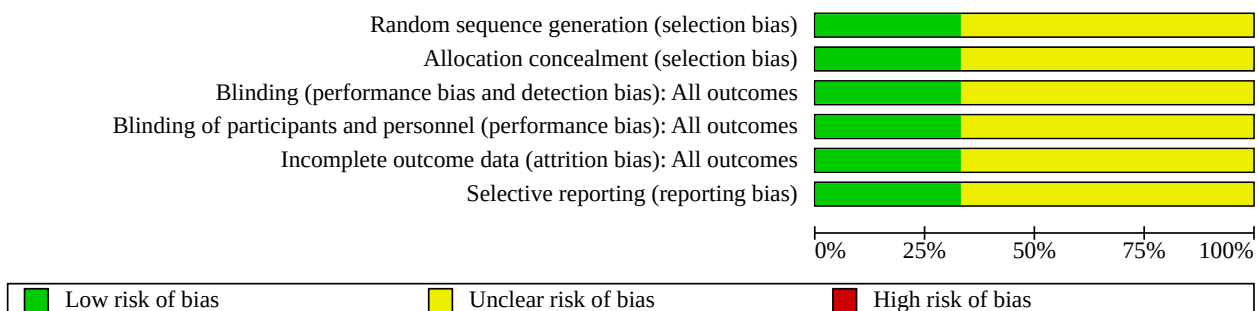 Random sequence generation (selection bias)
Allocation concealment (selection bias)
Blinding (performance bias and detection bias): All outcomes
Blinding of participants and personnel (performance bias): All outcomes
Incomplete outcome data (attrition bias): All outcomes
Selective reporting (reporting bias)
0% 25% 50% 75% 100%
Low risk of bias Unclear risk of bias High risk of bias